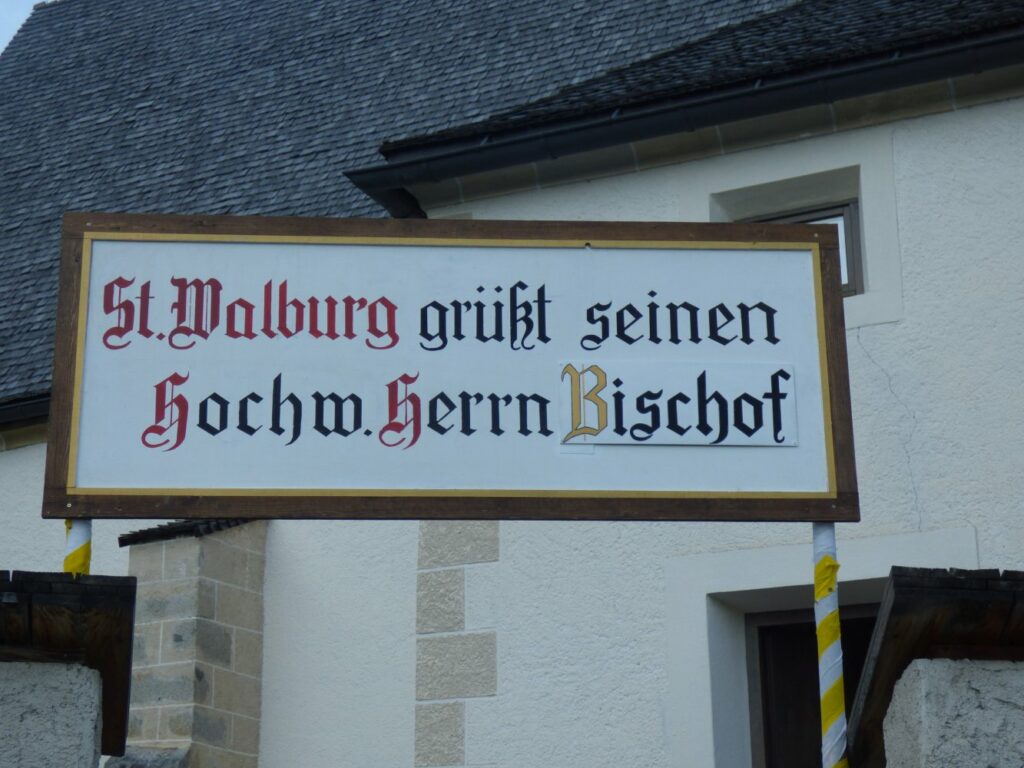 St. Walburg grüßt seinen
Hochw. Herrn Bischof